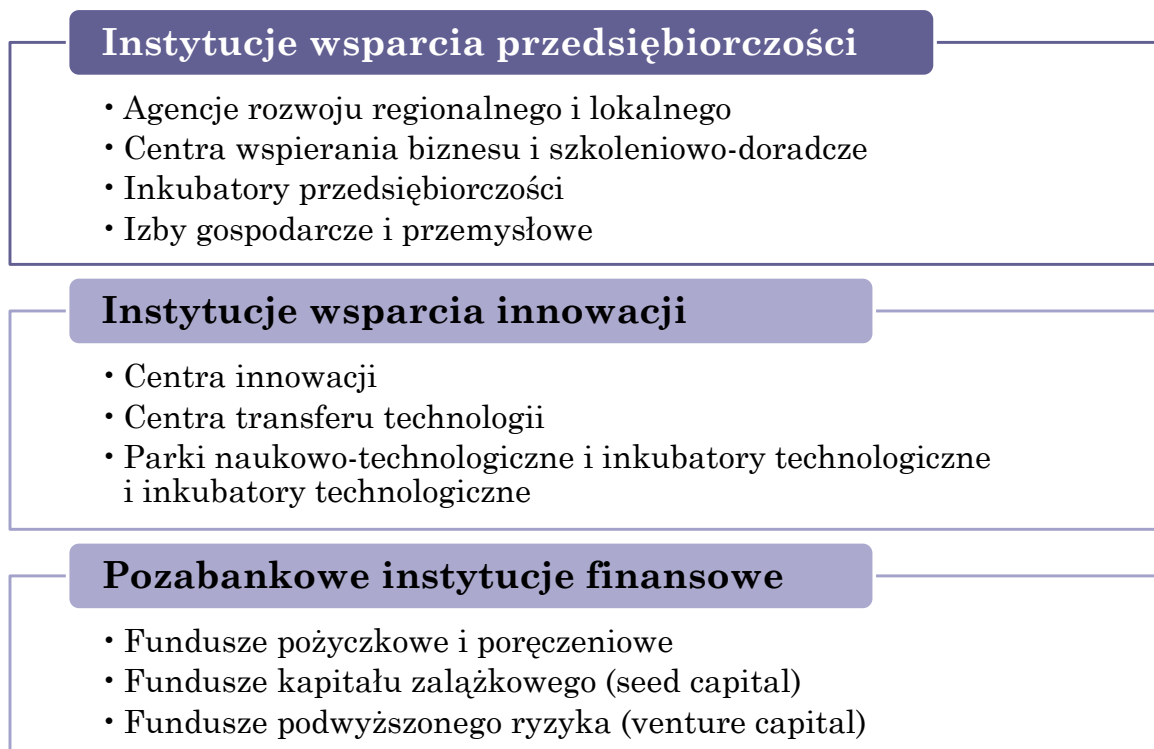 Instytucje wsparcia przedsiębiorczości
• Agencje rozwoju regionalnego i lokalnego
• Centra wspierania biznesu i szkoleniowo-doradcze
• Inkubatory przedsiębiorczości
• Izby gospodarcze i przemysłowe
Instytucje wsparcia innowacji
• Centra innowacji
• Centra transferu technologii
• Parki naukowo-technologiczne i inkubatory technologiczne
i inkubatory technologiczne
Pozabankowe instytucje finansowe
• Fundusze pożyczkowe i poręczeniowe
• Fundusze kapitału zalążkowego (seed capital)
• Fundusze podwyższonego ryzyka (venture capital)